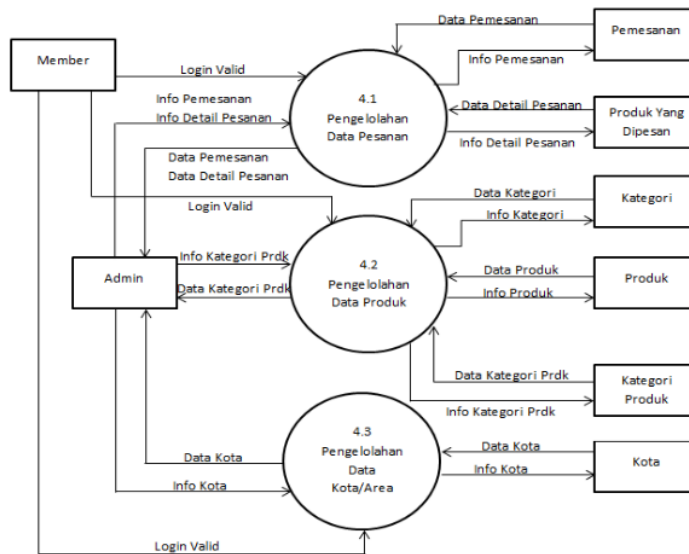 Data Pemesanan
Pemesanan
Member
Login Valid
Info Pemesanan
4.1
Pengelolahan
Data Pesanan
Info Pemesanan
Info Detail Pesanan
Data Detail Pesanan
Info Detail Pesanan
Produk Yang
Dipesan
Data Pemesanan
Data Detail Pesanan
Login Valid
Data Kategori
Info Kategori
Kategori
Admin
Info Kategori Prdk
Data Kategori Prdk
4.2
Pengelolahan
Data Produk
Data Produk
Info Produk
Produk
Data Kategori Prdk
Info Kategori Prdk
Kategori
Produk
4.3
Pengelolahan
Data
Kota/Area
Data Kota
Info Kota
Data Kota
Info Kota
Kota
Login Valid